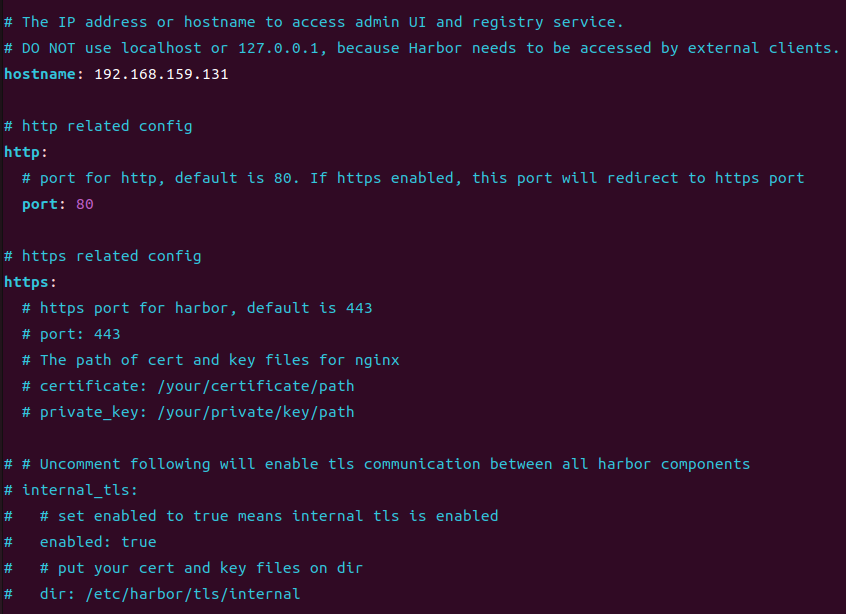 # The IP address or hostname to access admin UI and registry service.
# DO NOT use localhost or 127.0.0.1, because Harbor needs to be accessed by external clients.
hostname: 192.168.159.131

# http related config
http:
  # port for http, default is 80. If https enabled, this port will redirect to https port
  port: 80

# https related config
https:
  # https port for harbor, default is 443
  # port: 443
  # The path of cert and key files for nginx
  # certificate: /your/certificate/path
  # private_key: /your/private/key/path

# # Uncomment following will enable tls communication between all harbor components
# internal_tls:
#   # set enabled to true means internal tls is enabled
#   enabled: true
#   # put your cert and key files on dir
#   dir: /etc/harbor/tls/internal